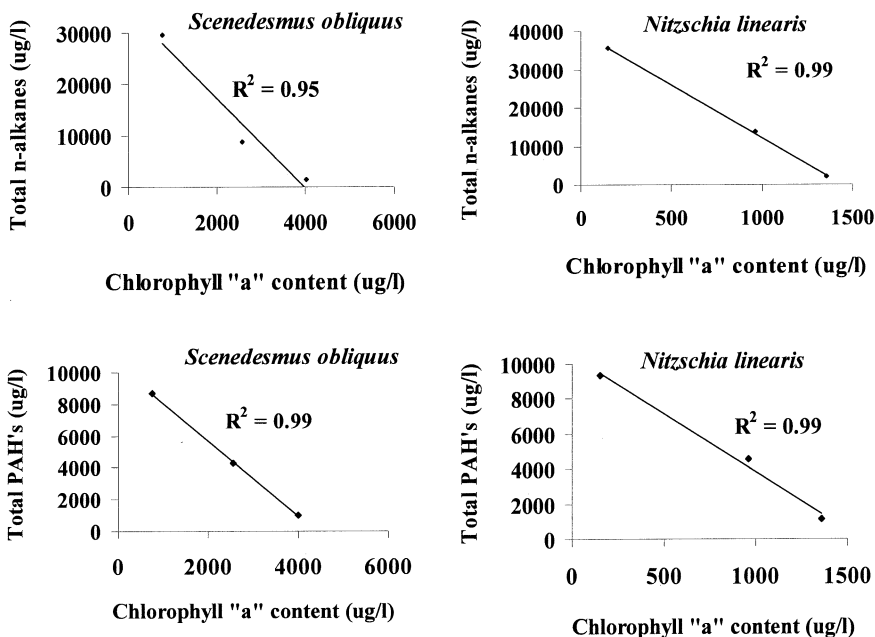 Scenedesmus obliquus
Total n-alkanes (ug/l)
30000
20000
10000
0
R² = 0.95
0 2000 4000 6000
Chlorophyll "a" content (ug/l)
Nitzschia linearis
Total n-alkanes (ug/l)
40000
30000
20000
10000
0
R² = 0.99
0 500 1000 1500
Chlorophyll "a" content (ug/l)
Scenedesmus obliquus
Total PAH's (ug/l)
10000
8000
6000
4000
2000
0
R² = 0.99
0 2000 4000 6000
Chlorophyll "a" content (ug/l)
Nitzschia linearis
Total PAH's (ug/l)
10000
8000
6000
4000
2000
0
R² = 0.99
0 500 1000 1500
Chlorophyll "a" content (ug/l)